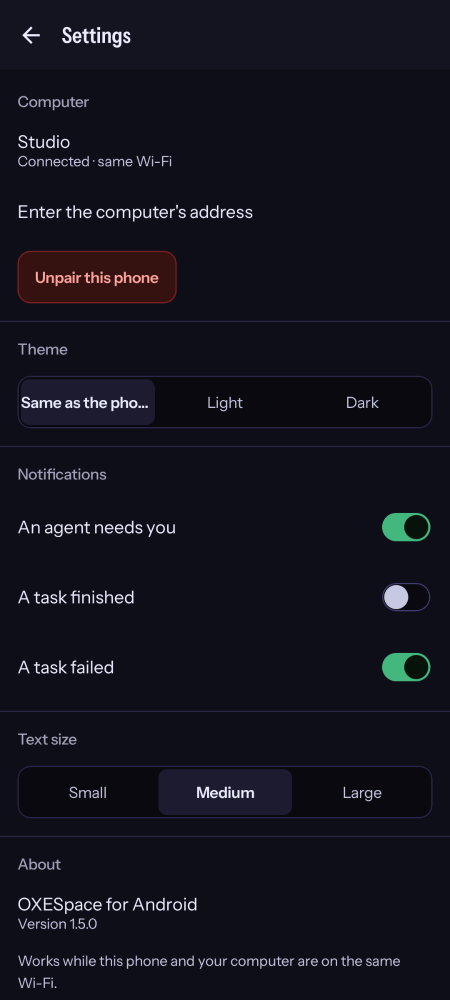 Settings
Computer
Studio
Connected · same Wi-Fi
Enter the computer's address
Unpair this phone
Theme
Same as the pho...
Light
Dark
Notifications
An agent needs you
A task finished
A task failed
Text size
Small
Medium
Large
About
OXESpace for Android
Version 1.5.0
Works while this phone and your computer are on the same
Wi-Fi.